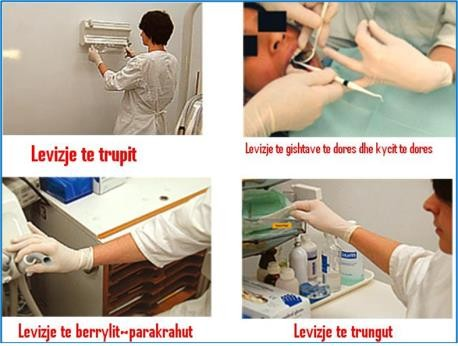 Levizje te trupit
Levizje te gishtave te dores dhe kycit te dores
Levizje te berrylit-parakrahut
Levizje te trungut